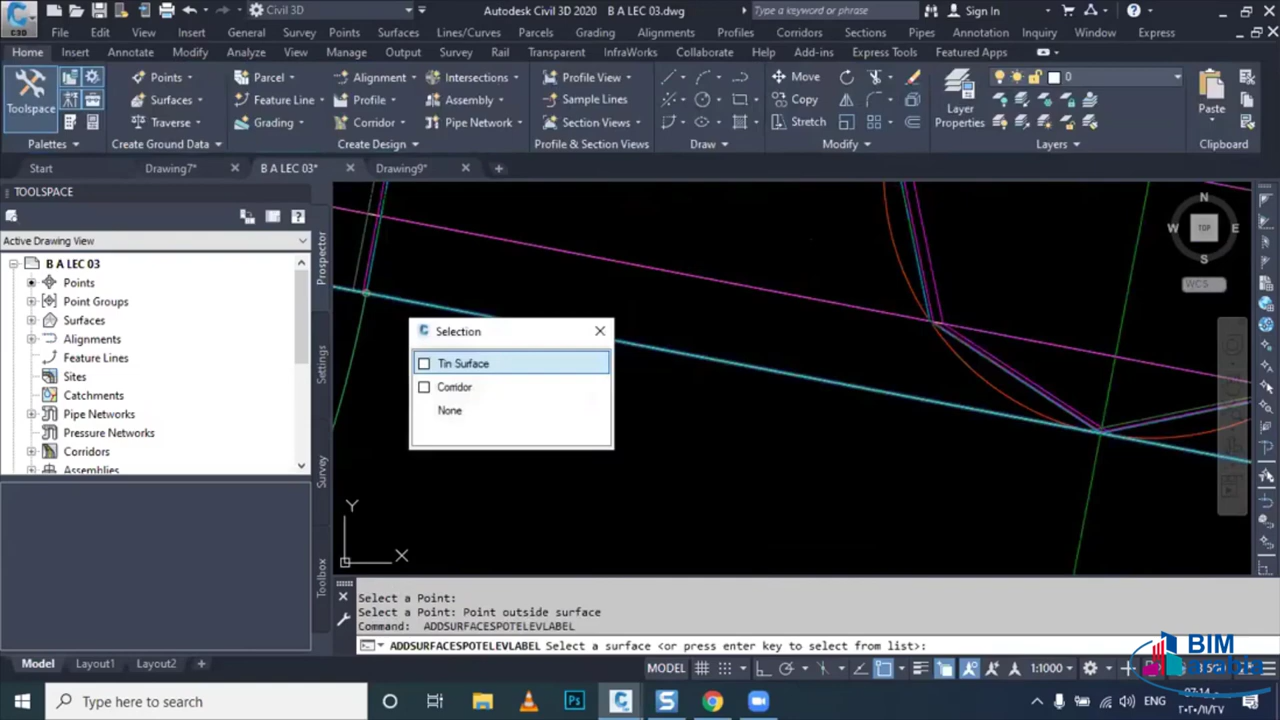 C3D
Civil 3D
Autodesk Civil 3D 2020
B A LEC 03.dwg
Type a keyword or phrase
Sign In
File
Edit
View
Insert
General
Survey
Points
Surfaces
Lines/Curves
Parcels
Grading
Alignments
Profiles
Corridors
Sections
Pipes
Annotation
Inquiry
Window
Express
Home
Insert
Annotate
Modify
Analyze
View
Manage
Output
Survey
Rail
Transparent
InfraWorks
Collaborate
Help
Add-ins
Express Tools
Featured Apps
Toolspace
Points
Surfaces
Traverse
Parcel
Feature Line
Grading
Alignment
Profile
Corridor
Intersections
Assembly
Pipe Network
Profile View
Sample Lines
Section Views
Move
Copy
Stretch
Layer
Properties
0
Paste
Palettes
Create Ground Data
Create Design
Profile & Section Views
Draw
Modify
Layers
Clipboard
Start
Drawing7*
B A LEC 03*
Drawing9*
TOOLSPACE
Active Drawing View
B A LEC 03
Points
Point Groups
Surfaces
Alignments
Feature Lines
Sites
Catchments
Pipe Networks
Pressure Networks
Corridors
Assemblies
Prospector
Settings
Survey
Toolbox
Selection
Tin Surface
Corridor
None
N
W
TOP
E
S
WCS
Y
X
Select a Point:
Select a Point: Point outside surface
Command: ADDSURFACESPOTELEVLABEL
ADDSURFACESPOTELEVLABEL Select a surface <or press enter key to select from list>:
Model
Layout1
Layout2
MODEL
1:1000
BIM
arabia
Type here to search
ENG